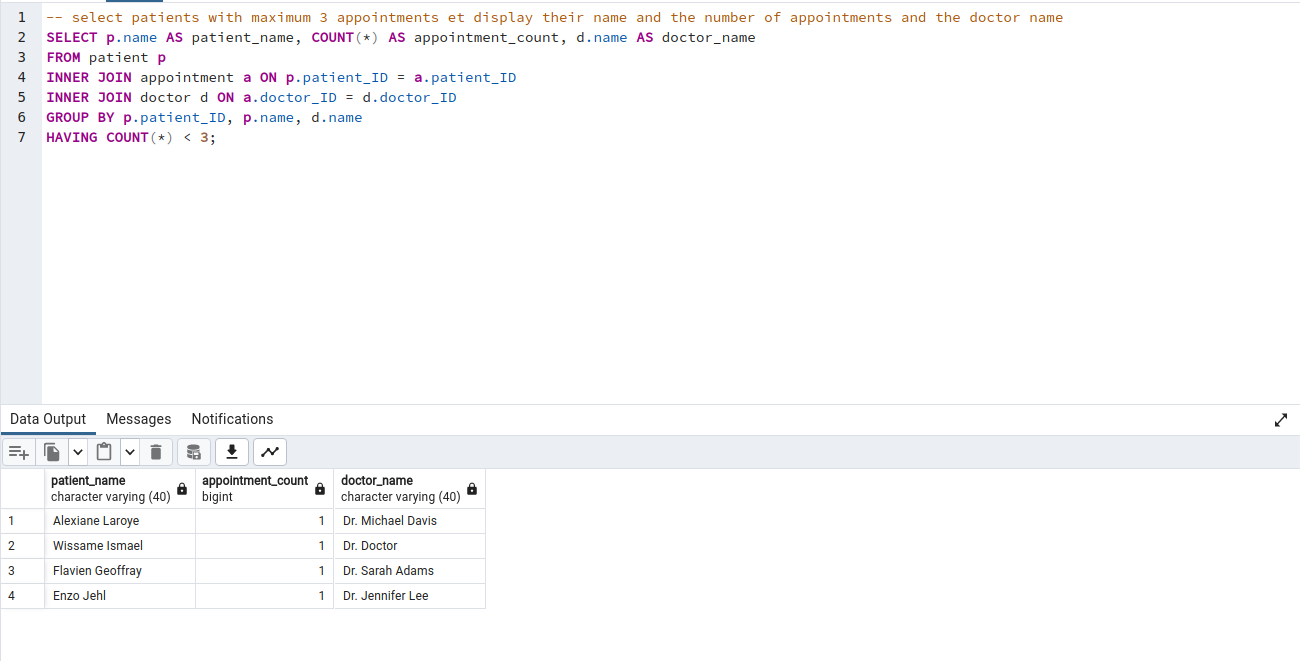 1 -- select patients with maximum 3 appointments et display their name and the number of appointments and the doctor name
2 SELECT p.name AS patient_name, COUNT(*) AS appointment_count, d.name AS doctor_name
3 FROM patient p
4 INNER JOIN appointment a ON p.patient_ID = a.patient_ID
5 INNER JOIN doctor d ON a.doctor_ID = d.doctor_ID
6 GROUP BY p.patient_ID, p.name, d.name
7 HAVING COUNT(*) < 3;
Data Output Messages Notifications
patient_name appointment_count doctor_name
character varying (40) bigint character varying (40)
1 Alexiane Laroye 1 Dr. Michael Davis
2 Wissame Ismael 1 Dr. Doctor
3 Flavien Geoffray 1 Dr. Sarah Adams
4 Enzo Jehl 1 Dr. Jennifer Lee